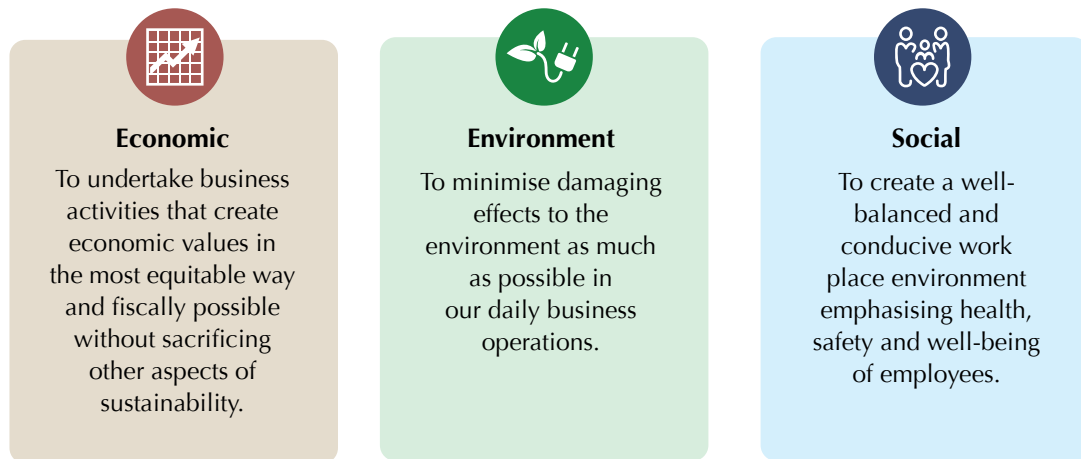 Economic
To undertake business
activities that create
economic values in
the most equitable way
and fiscally possible
without sacrificing
other aspects of
sustainability.
Environment
To minimise damaging
effects to the
environment as much
as possible in
our daily business
operations.
Social
To create a well-
balanced and
conducive work
place environment
emphasising health,
safety and well-being
of employees.